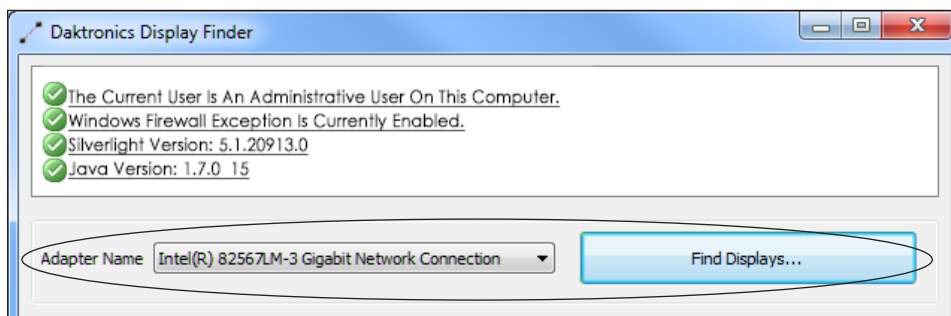 Daktronics Display Finder
The Current User Is An Administrative User On This Computer.
Windows Firewall Exception Is Currently Enabled.
Silverlight Version: 5.1.20913.0
Java Version: 1.7.0_15
Adapter Name Intel(R) 82567LM-3 Gigabit Network Connection Find Displays...